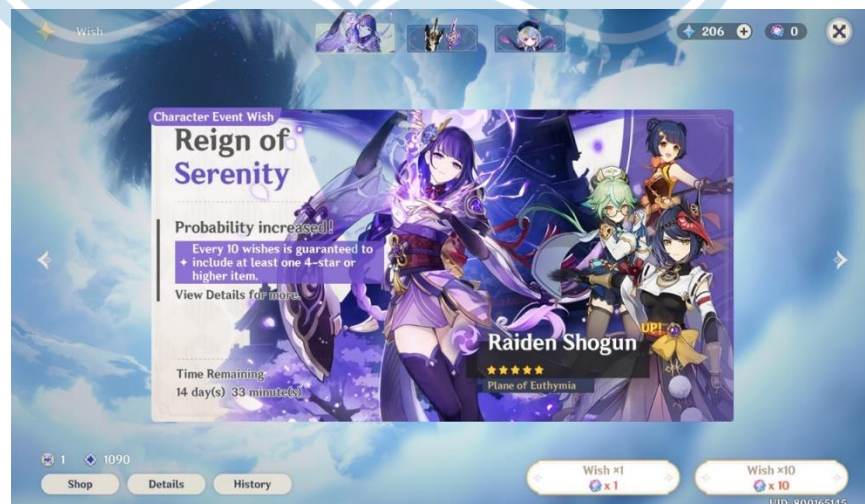 Wish
206
0
Character Event Wish
Reign of
Serenity
Probability increased!
Every 10 wishes is guaranteed to
include at least one 4-star or
higher item.
View Details for more.
UP!
Raiden Shogun
Plane of Euthymia
Time Remaining
14 day(s) 33 minute(s)
1 1090
Shop Details History
Wish ×1
x 1
Wish ×10
x 10
UID: 800165145